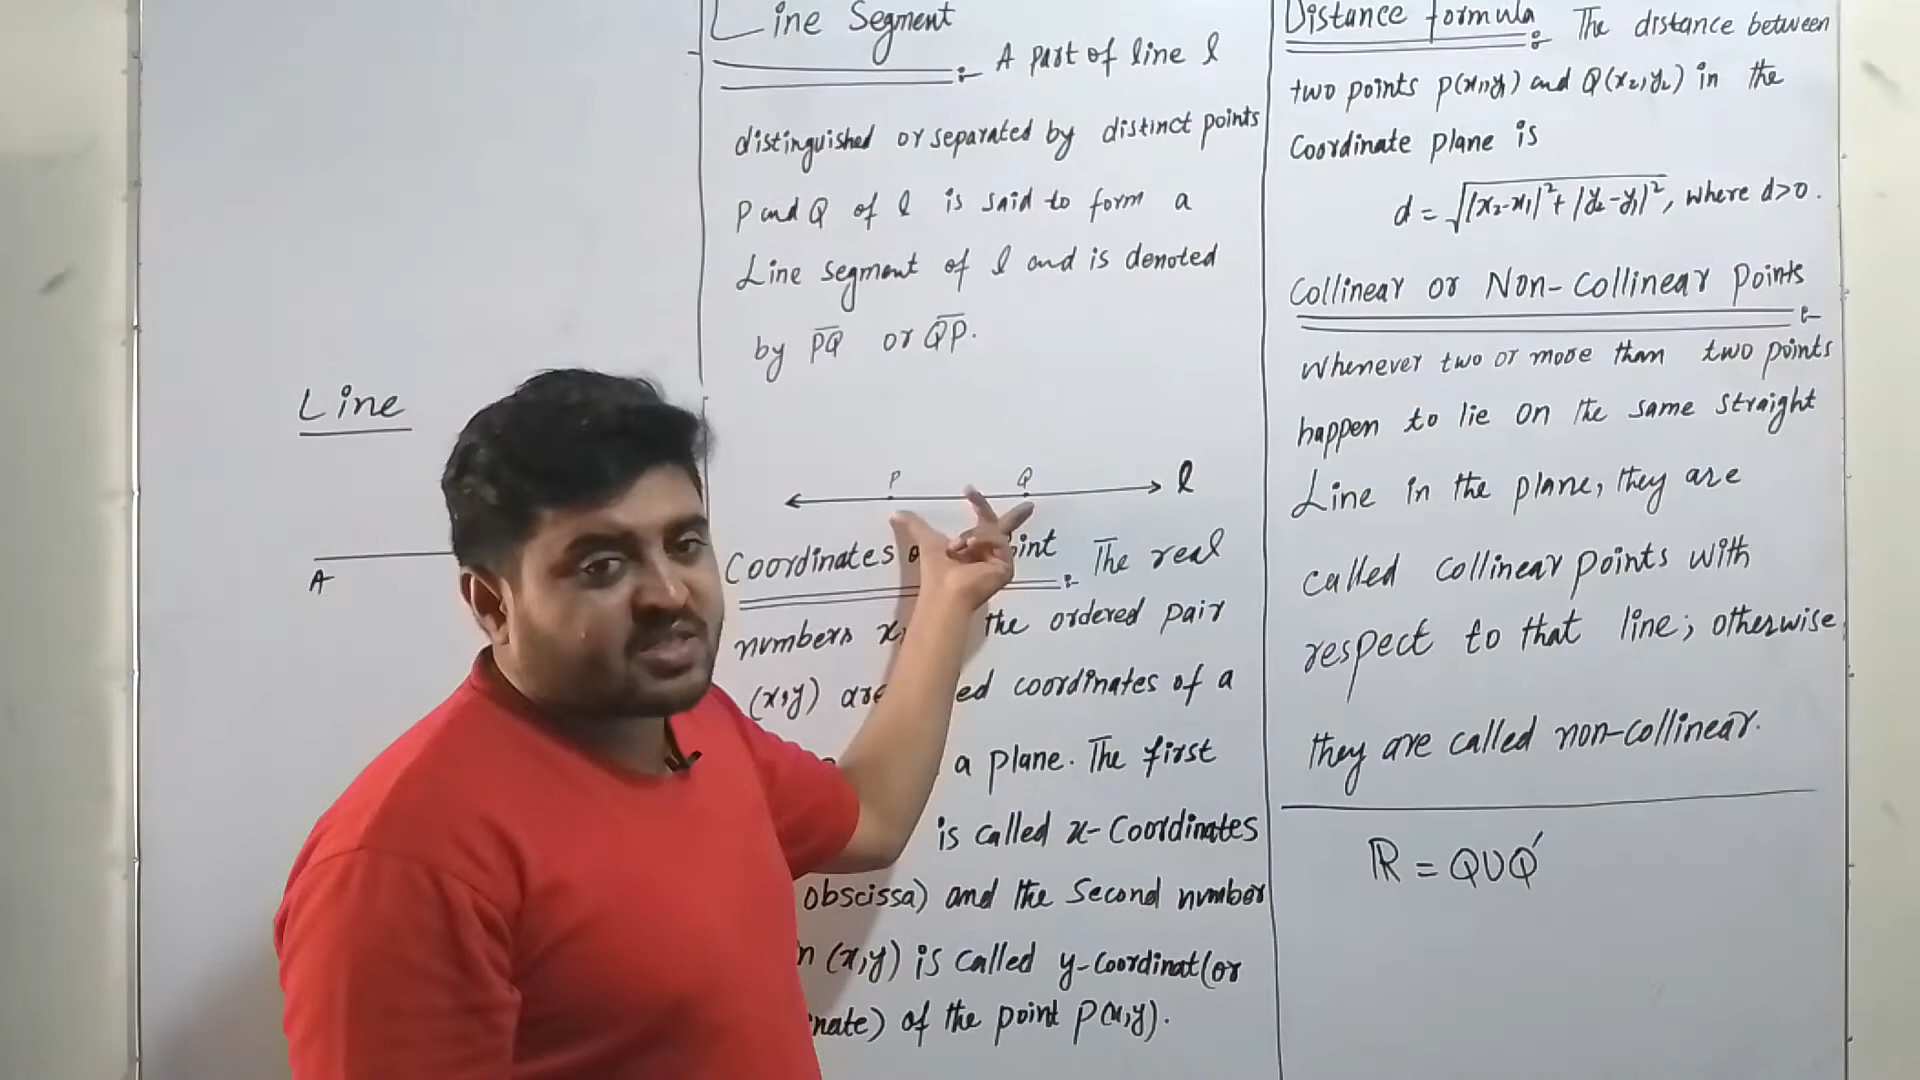 Line
A
Line Segment :- A part of line l
distinguished or separated by distinct points
P and Q of l is said to form a
Line segment of l and is denoted
by P̅Q̅ or Q̅P̅.
P Q l
Coordinates The real
numbers x, the ordered pair
(x,y) are coordinates of a
a plane. The first
is called x-Coordinates
obscissa) and the Second number
(x,y) is called y-coordinat(or
of the point P(x,y).
Distance formula :- The distance between
two points P(x₁,y₁) and Q(x₂,y₂) in the
Coordinate plane is
d = √|x₂-x₁|² + |y₂-y₁|², where d>0.
Collinear or Non-Collinear Points :-
Whenever two or more than two points
happen to lie on the same straight
Line in the plane, they are
called collinear points with
respect to that line; otherwise
they are called non-collinear.
ℝ = Q∪Q′